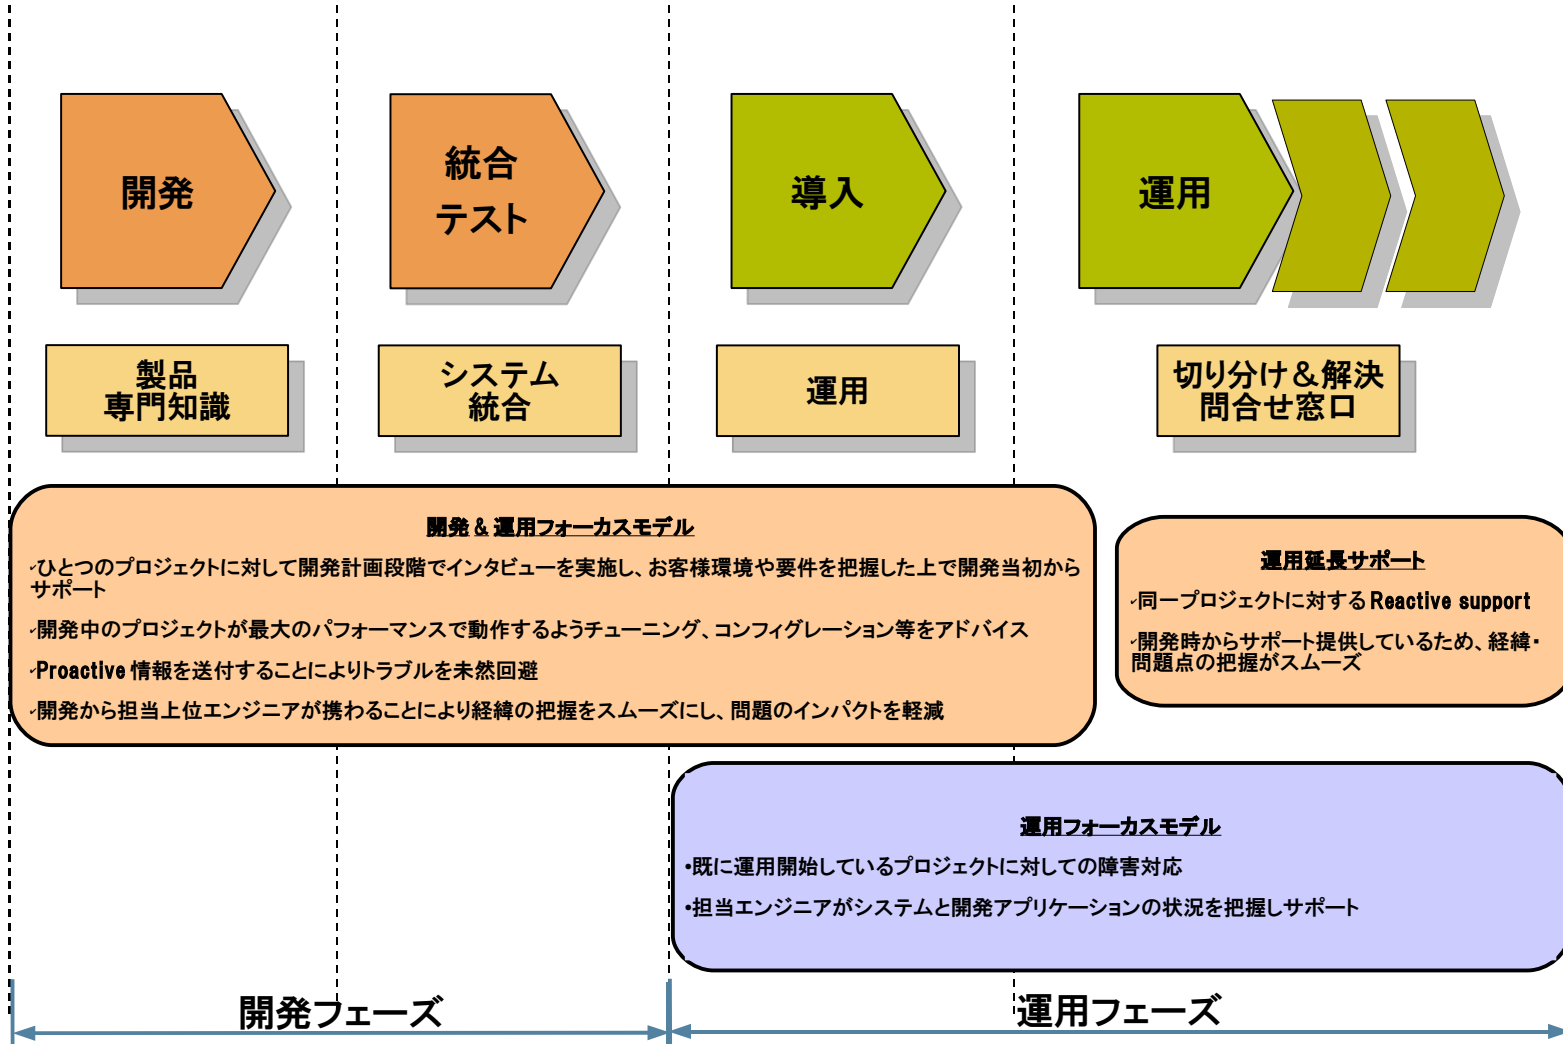 開発
統合
テスト
導入
運用
製品
専門知識
システム
統合
運用
切り分け＆解決
問合せ窓口
開発 & 運用フォーカスモデル
✓ひとつのプロジェクトに対して開発計画段階でインタビューを実施し、お客様環境や要件を把握した上で開発当初から
サポート
✓開発中のプロジェクトが最大のパフォーマンスで動作するようチューニング、コンフィグレーション等をアドバイス
✓Proactive 情報を送付することによりトラブルを未然回避
✓開発から担当上位エンジニアが携わることにより経緯の把握をスムーズにし、問題のインパクトを軽減
運用延長サポート
✓同一プロジェクトに対する Reactive support
✓開発時からサポート提供しているため、経緯・
問題点の把握がスムーズ
運用フォーカスモデル
•既に運用開始しているプロジェクトに対しての障害対応
•担当エンジニアがシステムと開発アプリケーションの状況を把握しサポート
開発フェーズ
運用フェーズ